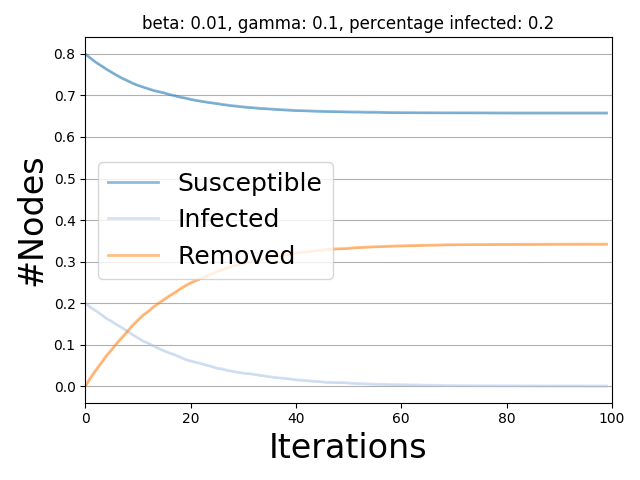 beta: 0.01, gamma: 0.1, percentage infected: 0.2
#Nodes
0.8
0.7
0.6
0.5
0.4
0.3
0.2
0.1
0.0
Susceptible
Infected
Removed
0 20 40 60 80 100
Iterations